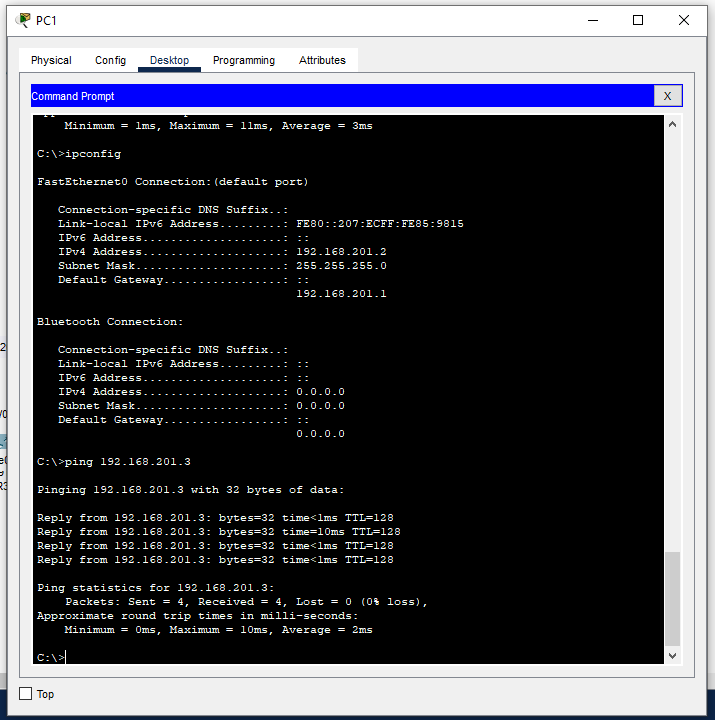 PC1
Physical Config Desktop Programming Attributes
Command Prompt X
Minimum = 1ms, Maximum = 11ms, Average = 3ms
C:\>ipconfig
FastEthernet0 Connection:(default port)
Connection-specific DNS Suffix..:
Link-local IPv6 Address.........: FE80::207:ECFF:FE85:9815
IPv6 Address....................: ::
IPv4 Address....................: 192.168.201.2
Subnet Mask.....................: 255.255.255.0
Default Gateway.................: ::
192.168.201.1
Bluetooth Connection:
Connection-specific DNS Suffix..:
Link-local IPv6 Address.........: ::
IPv6 Address....................: ::
IPv4 Address....................: 0.0.0.0
Subnet Mask.....................: 0.0.0.0
Default Gateway.................: ::
0.0.0.0
C:\>ping 192.168.201.3
Pinging 192.168.201.3 with 32 bytes of data:
Reply from 192.168.201.3: bytes=32 time<1ms TTL=128
Reply from 192.168.201.3: bytes=32 time=10ms TTL=128
Reply from 192.168.201.3: bytes=32 time<1ms TTL=128
Reply from 192.168.201.3: bytes=32 time<1ms TTL=128
Ping statistics for 192.168.201.3:
Packets: Sent = 4, Received = 4, Lost = 0 (0% loss),
Approximate round trip times in milli-seconds:
Minimum = 0ms, Maximum = 10ms, Average = 2ms
C:\>
Top